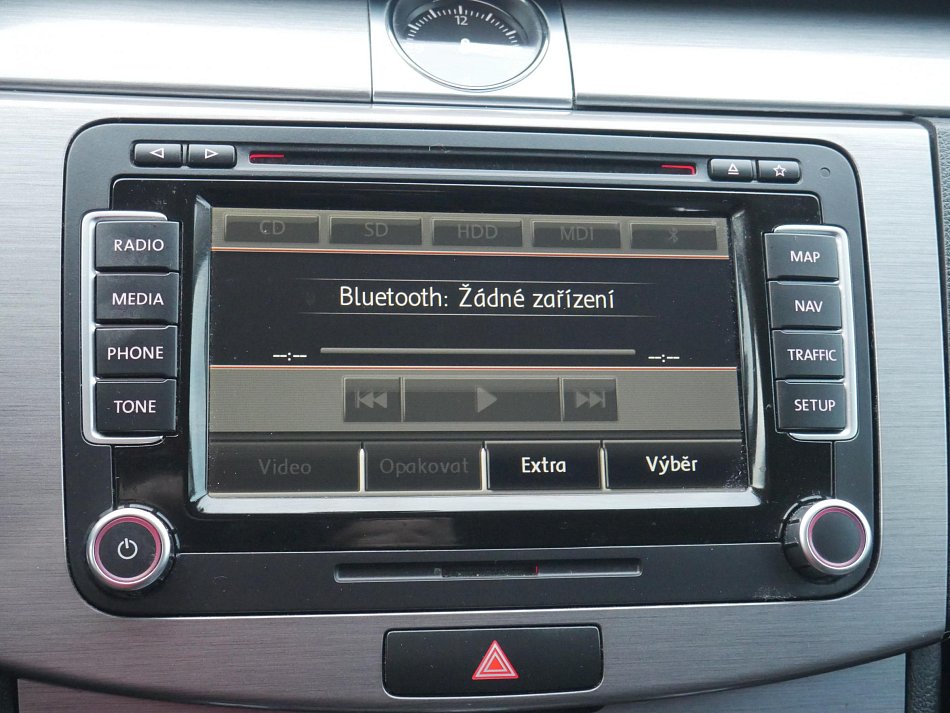 12
RADIO
MEDIA
PHONE
TONE
CD SD HDD MDI
Bluetooth: Žádné zařízení
--:-- --:--
Video Opakovat Extra Výběr
MAP
NAV
TRAFFIC
SETUP